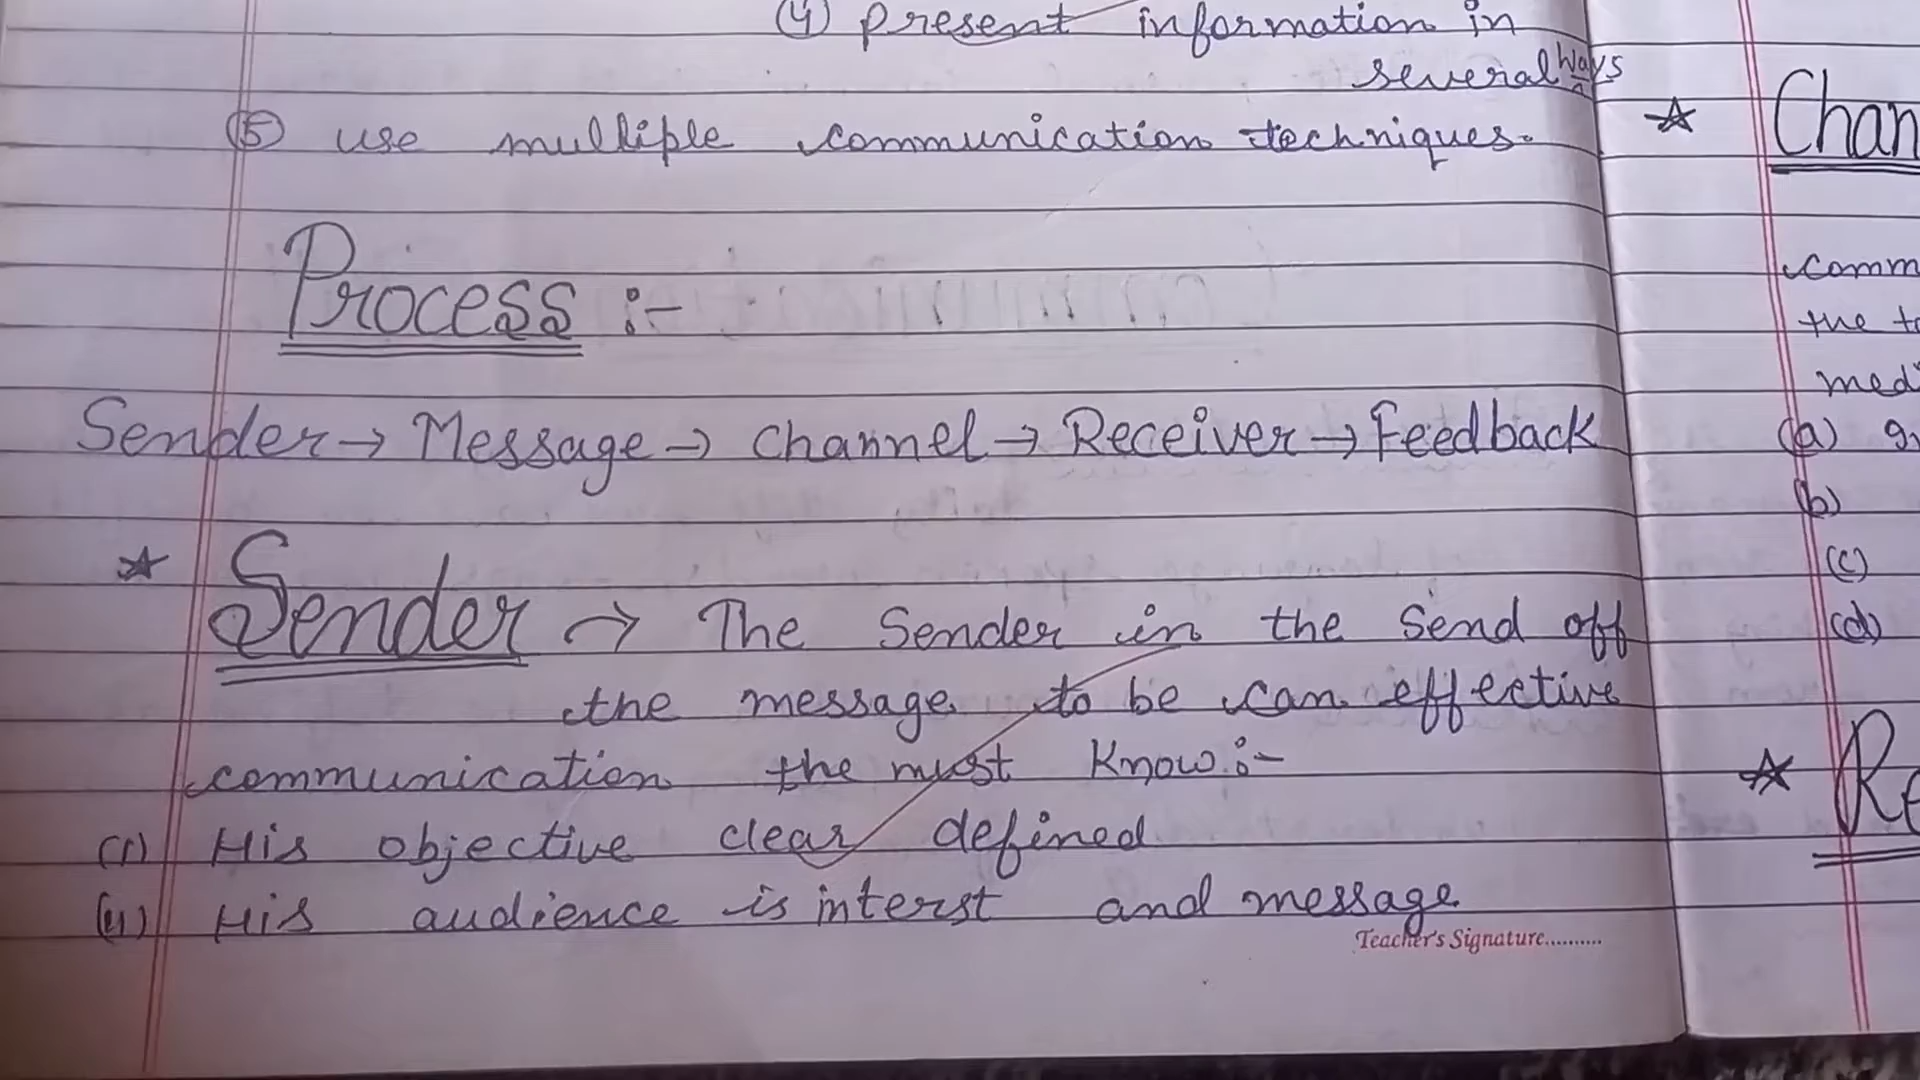 (4) Present information in
several ways
(5) use multiple communication techniques.
Process :-
Sender → Message → Channel → Receiver → Feedback
☆ Sender → The Sender in the Send off
the message to be can effective
communication the must Know :-
(i) His objective clear defined
(ii) His audience is interst and message
Teacher's Signature..........
☆ Chan
comm
the to
med
(a) g
(b)
(c)
(d)
☆ Re